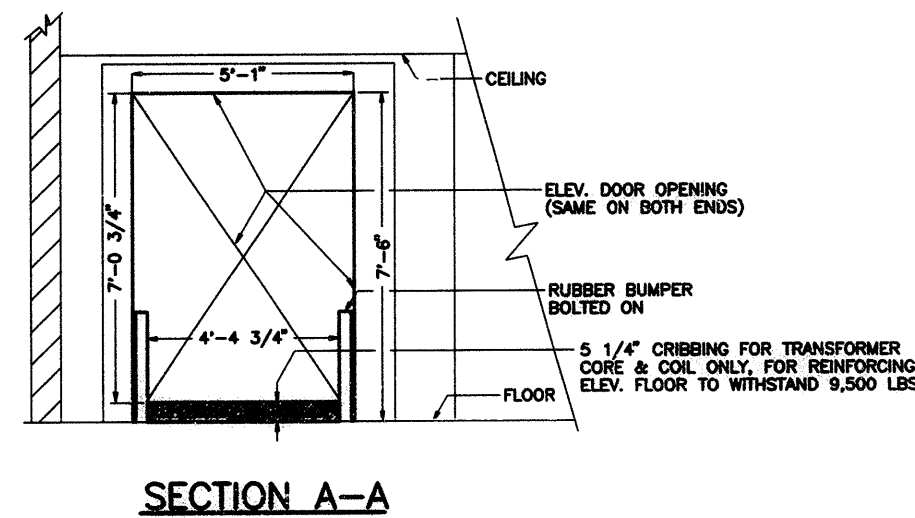 5'-1"
CEILING
ELEV. DOOR OPENING
(SAME ON BOTH ENDS)
7'-0 3/4"
7'-6"
RUBBER BUMPER
BOLTED ON
4'-4 3/4"
5 1/4" CRIBBING FOR TRANSFORMER
CORE & COIL ONLY, FOR REINFORCING
ELEV. FLOOR TO WITHSTAND 9,500 LBS
FLOOR
SECTION A-A